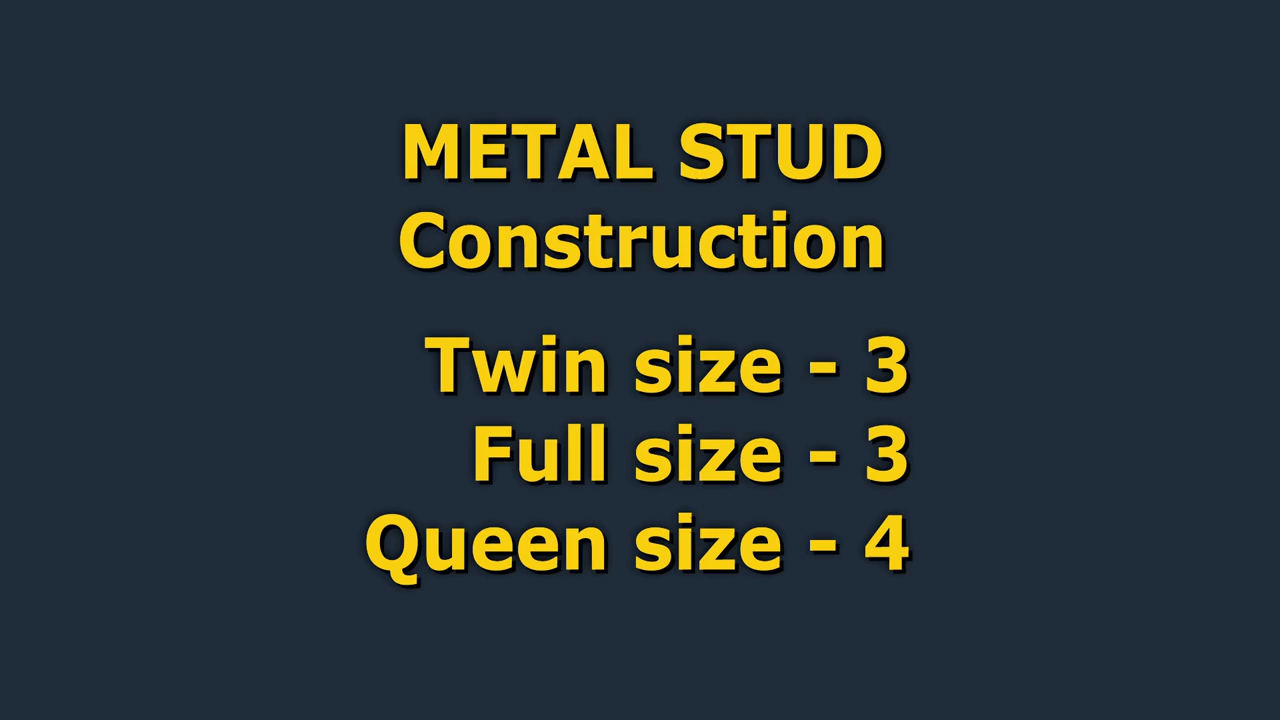 METAL STUD
Construction
Twin size - 3
Full size - 3
Queen size - 4